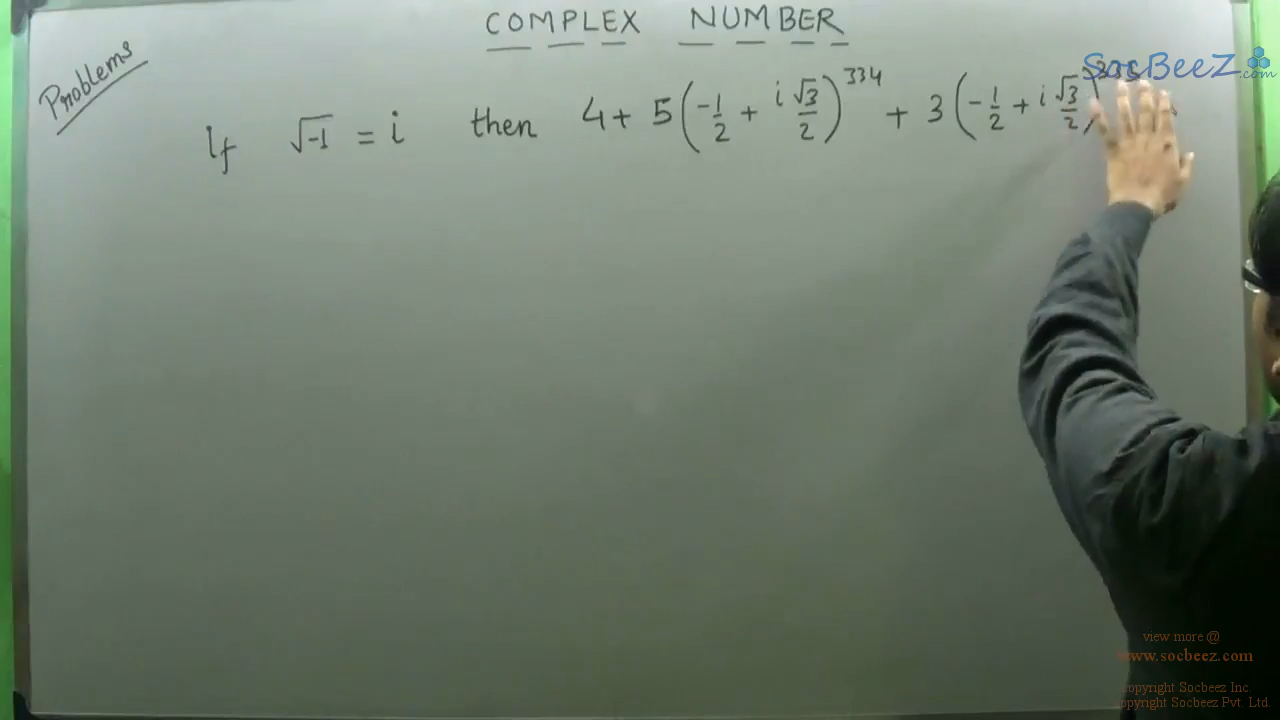 COMPLEX NUMBER
Problems
SocBeeZ.com
If √-1 = i then 4 + 5(-1/2 + i √3/2)^334 + 3(-1/2 + i √3/2)
view more @
www.socbeez.com
Copyright Socbeez Inc.
Copyright Socbeez Pvt. Ltd.